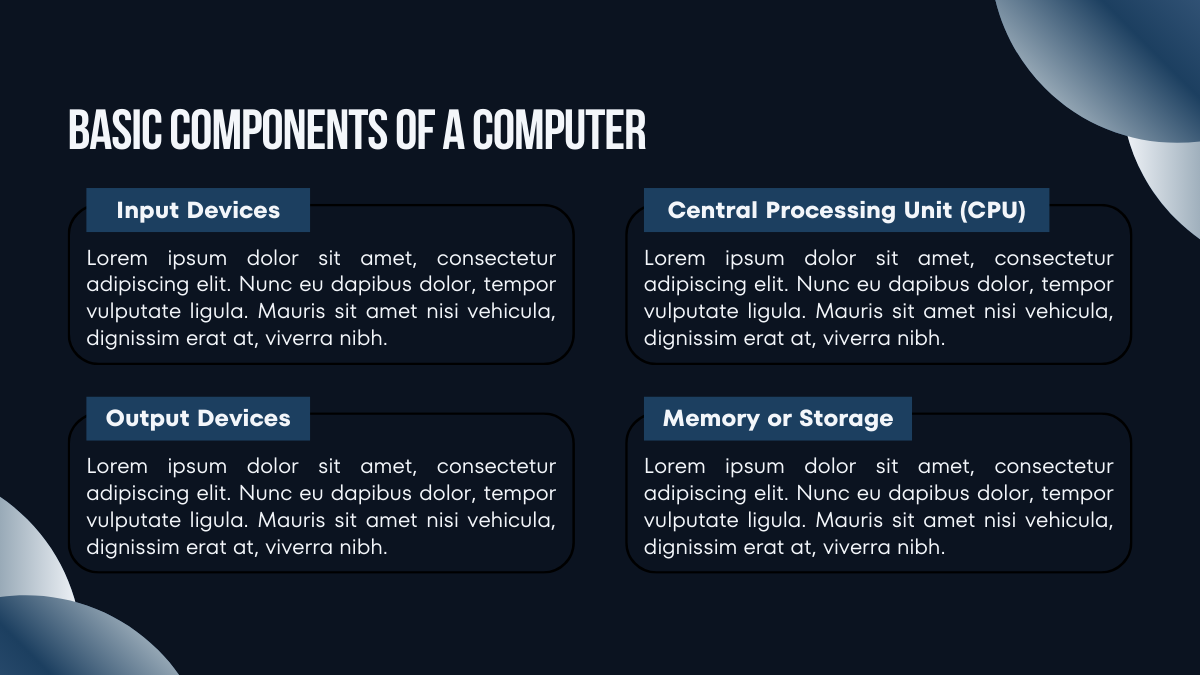 BASIC COMPONENTS OF A COMPUTER
Input Devices
Lorem ipsum dolor sit amet, consectetur
adipiscing elit. Nunc eu dapibus dolor, tempor
vulputate ligula. Mauris sit amet nisi vehicula,
dignissim erat at, viverra nibh.
Central Processing Unit (CPU)
Lorem ipsum dolor sit amet, consectetur
adipiscing elit. Nunc eu dapibus dolor, tempor
vulputate ligula. Mauris sit amet nisi vehicula,
dignissim erat at, viverra nibh.
Output Devices
Lorem ipsum dolor sit amet, consectetur
adipiscing elit. Nunc eu dapibus dolor, tempor
vulputate ligula. Mauris sit amet nisi vehicula,
dignissim erat at, viverra nibh.
Memory or Storage
Lorem ipsum dolor sit amet, consectetur
adipiscing elit. Nunc eu dapibus dolor, tempor
vulputate ligula. Mauris sit amet nisi vehicula,
dignissim erat at, viverra nibh.